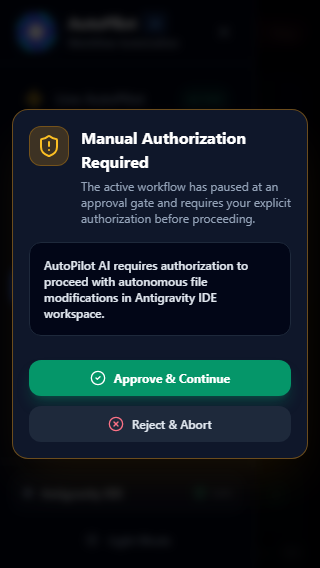 Manual Authorization
Required
The active workflow has paused at an
approval gate and requires your explicit
authorization before proceeding.
AutoPilot AI requires authorization to
proceed with autonomous file
modifications in Antigravity IDE
workspace.
Approve & Continue
Reject & Abort